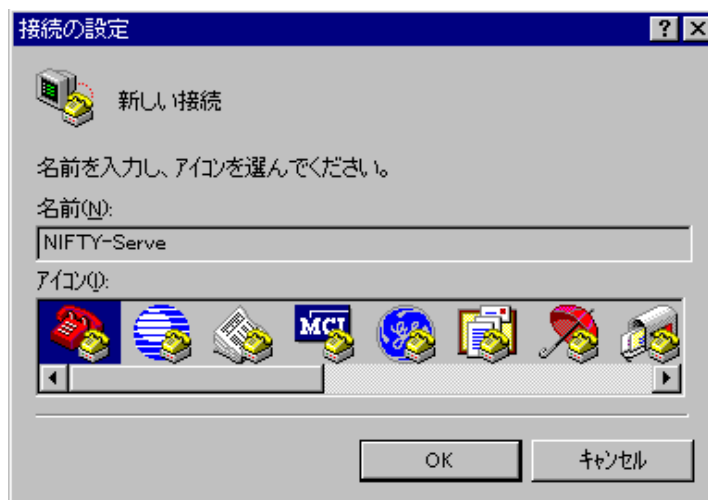 接続の設定
新しい接続
名前を入力し、アイコンを選んでください。
名前(N):
NIFTY-Serve
アイコン(I):
MCI
OK
キャンセル